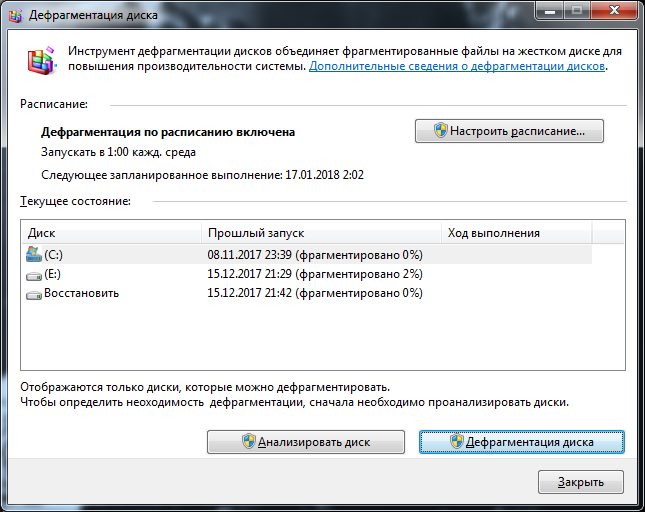 Дефрагментация диска
Инструмент дефрагментации дисков объединяет фрагментированные файлы на жестком диске для
повышения производительности системы. Дополнительные сведения о дефрагментации дисков.
Расписание:
Дефрагментация по расписанию включена
Настроить расписание...
Запускать в 1:00 кажд. среда
Следующее запланированное выполнение: 17.01.2018 2:02
Текущее состояние:
Диск Прошлый запуск Ход выполнения
(C:) 08.11.2017 23:39 (фрагментировано 0%)
(E:) 15.12.2017 21:29 (фрагментировано 2%)
Восстановить 15.12.2017 21:42 (фрагментировано 0%)
Отображаются только диски, которые можно дефрагментировать.
Чтобы определить неоходимость дефрагментации, сначала необходимо проанализировать диски.
Анализировать диск Дефрагментация диска
Закрыть